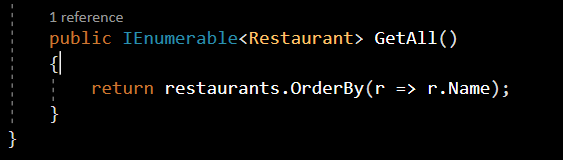 1 reference
public IEnumerable<Restaurant> GetAll()
{
return restaurants.OrderBy(r => r.Name);
}
}